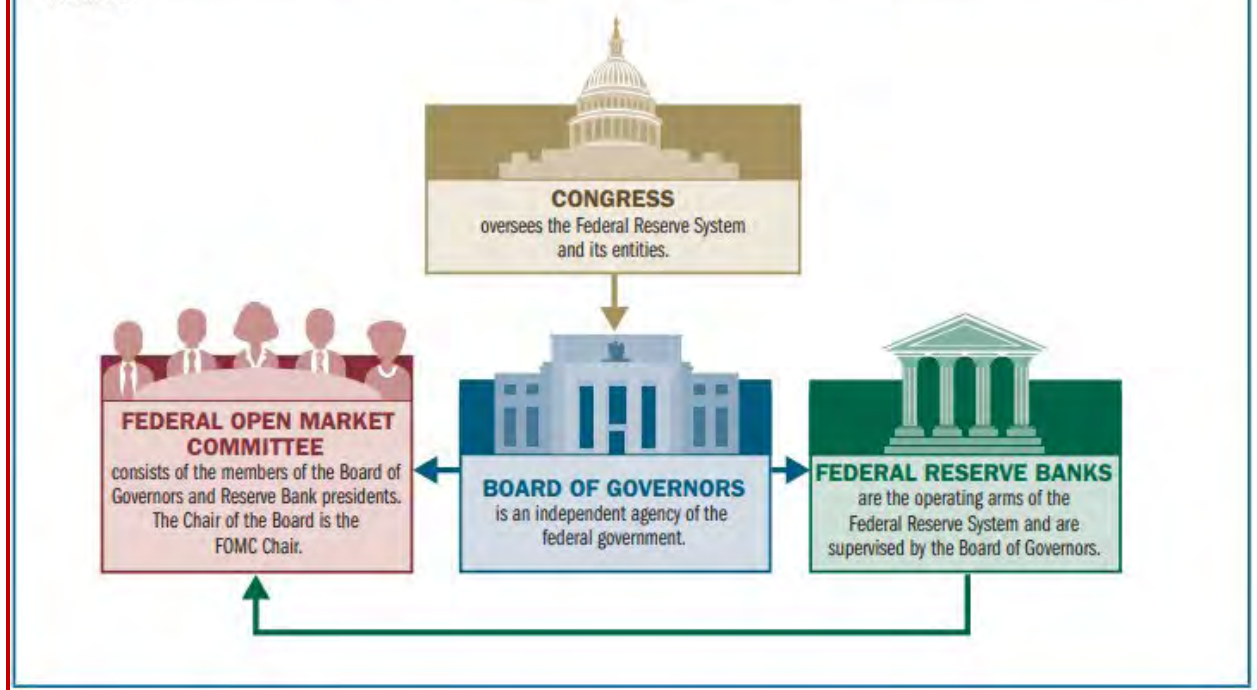 CONGRESS
oversees the Federal Reserve System
and its entities.
FEDERAL OPEN MARKET
COMMITTEE
consists of the members of the Board of
Governors and Reserve Bank presidents.
The Chair of the Board is the
FOMC Chair.
BOARD OF GOVERNORS
is an independent agency of the
federal government.
FEDERAL RESERVE BANKS
are the operating arms of the
Federal Reserve System and are
supervised by the Board of Governors.